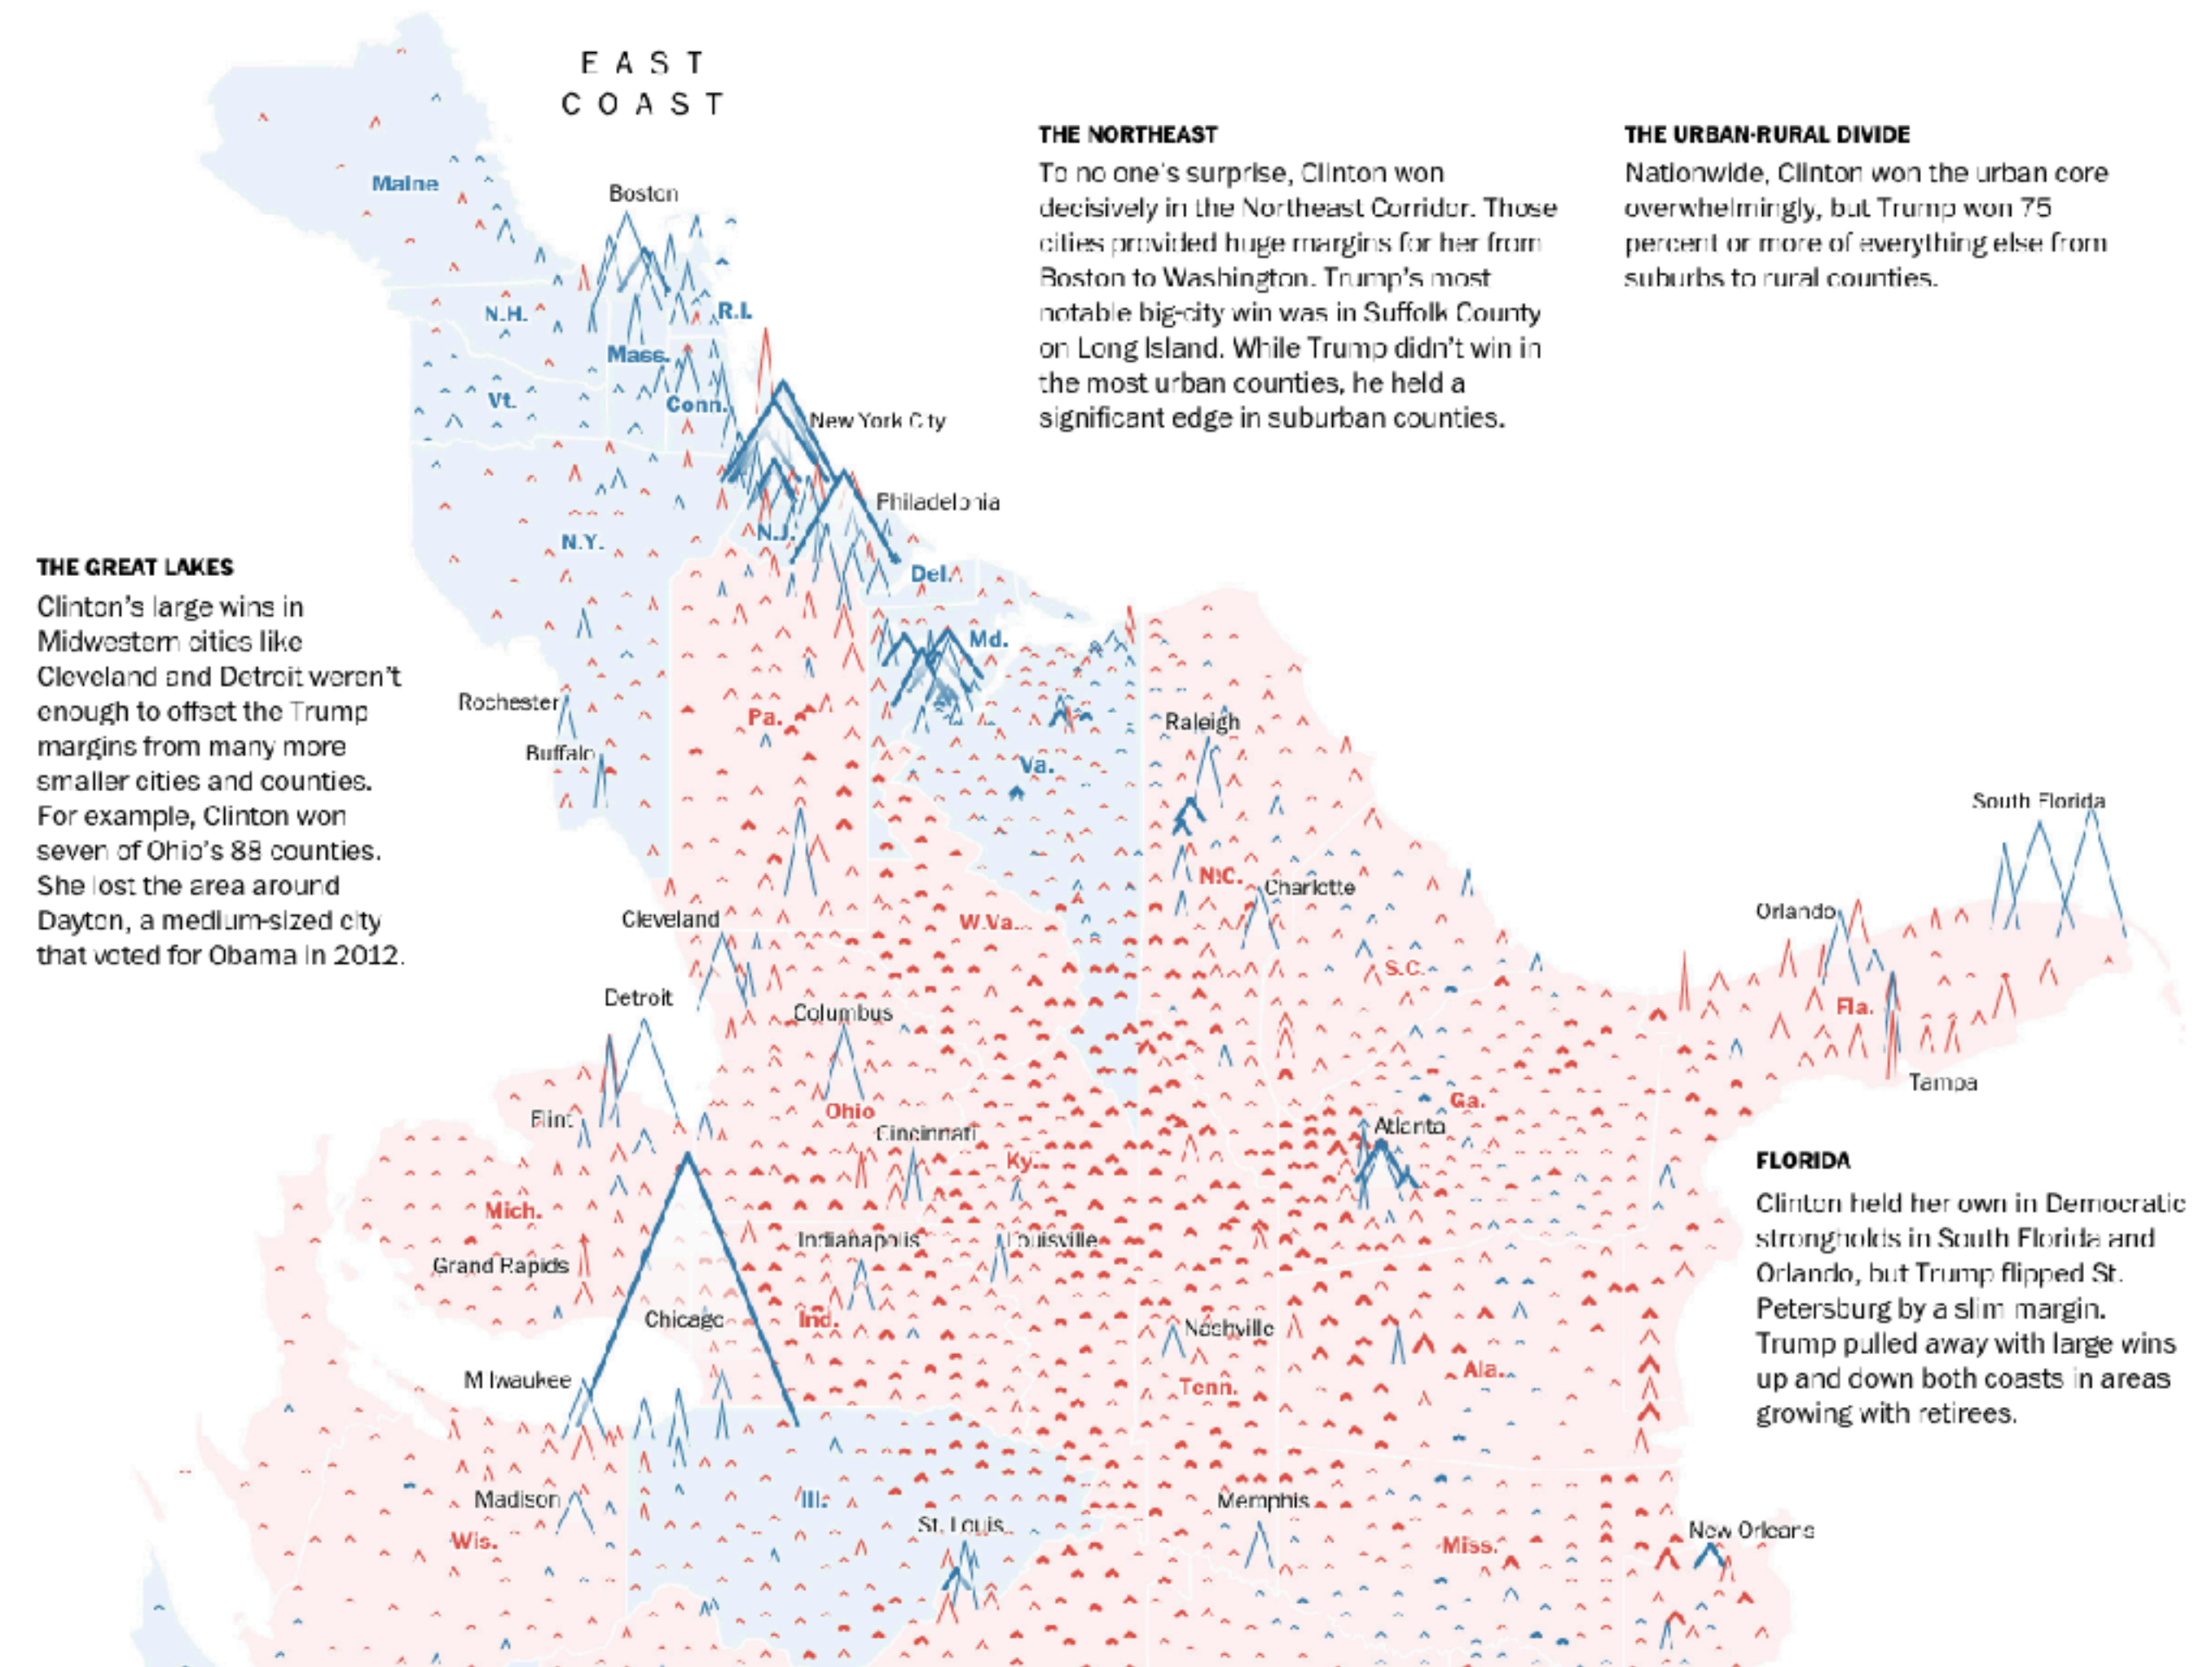 EAST
COAST
THE NORTHEAST
To no one's surprise, Clinton won
decisively in the Northeast Corridor. Those
cities provided huge margins for her from
Boston to Washington. Trump's most
notable big-city win was in Suffolk County
on Long Island. While Trump didn't win in
the most urban counties, he held a
significant edge in suburban counties.
THE URBAN-RURAL DIVIDE
Nationwide, Clinton won the urban core
overwhelmingly, but Trump won 75
percent or more of everything else from
suburbs to rural counties.
Maine
Boston
N.H.
R.I.
Mass.
Vt.
Conn.
New York City
Philadelphia
N.Y.
N.J.
THE GREAT LAKES
Clinton's large wins in
Midwestern cities like
Cleveland and Detroit weren't
enough to offset the Trump
margins from many more
smaller cities and counties.
For example, Clinton won
seven of Ohio's 88 counties.
She lost the area around
Dayton, a medium-sized city
that voted for Obama in 2012.
Del.
Md.
Rochester
Pa.
Raleigh
Buffalo
Va.
South Florida
N.C.
Charlotte
Cleveland
W.Va.
Orlando
S.C.
Detroit
Columbus
Fla.
Tampa
Ohio
Ga.
Flint
Cincinnati
Atlanta
Ky.
FLORIDA
Clinton held her own in Democratic
strongholds in South Florida and
Orlando, but Trump flipped St.
Petersburg by a slim margin.
Trump pulled away with large wins
up and down both coasts in areas
growing with retirees.
Mich.
Indianapolis
Louisville
Grand Rapids
Chicago
Ind.
Nashville
Milwaukee
Ala.
Tenn.
Madison
Ill.
Memphis
St. Louis
Wis.
Miss.
New Orleans